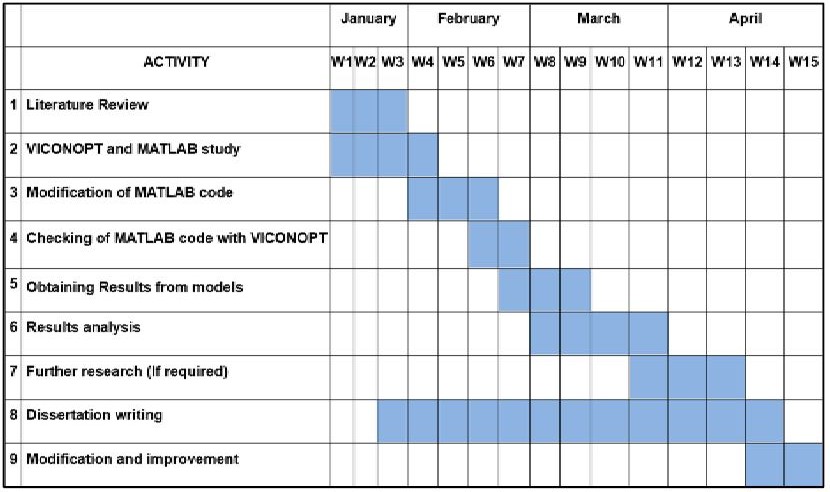 January February March April
ACTIVITY W1 W2 W3 W4 W5 W6 W7 W8 W9 W10 W11 W12 W13 W14 W15
1 Literature Review
2 VICONOPT and MATLAB study
3 Modification of MATLAB code
4 Checking of MATLAB code with VICONOPT
5 Obtaining Results from models
6 Results analysis
7 Further research (If required)
8 Dissertation writing
9 Modification and improvement